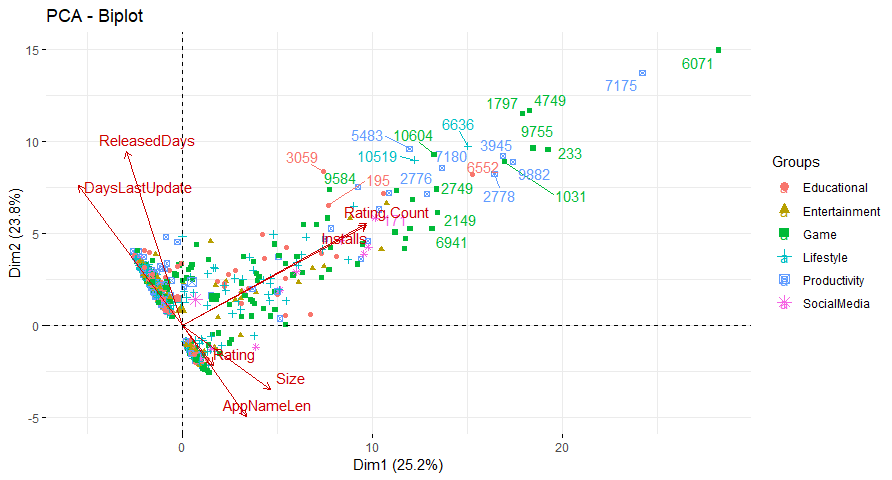 PCA - Biplot
15
10
5
0
-5
0
10
20
Dim2 (23.8%)
Dim1 (25.2%)
6071
7175
1797
4749
6636
10604
9755
5483
3945
233
10519
7180
3059
6552
9882
2776
9584
195
2749
2778
1031
171
2149
6941
ReleasedDays
DaysLastUpdate
Rating.Count
Installs
Rating
Size
AppNameLen
Groups
Educational
Entertainment
Game
Lifestyle
Productivity
SocialMedia